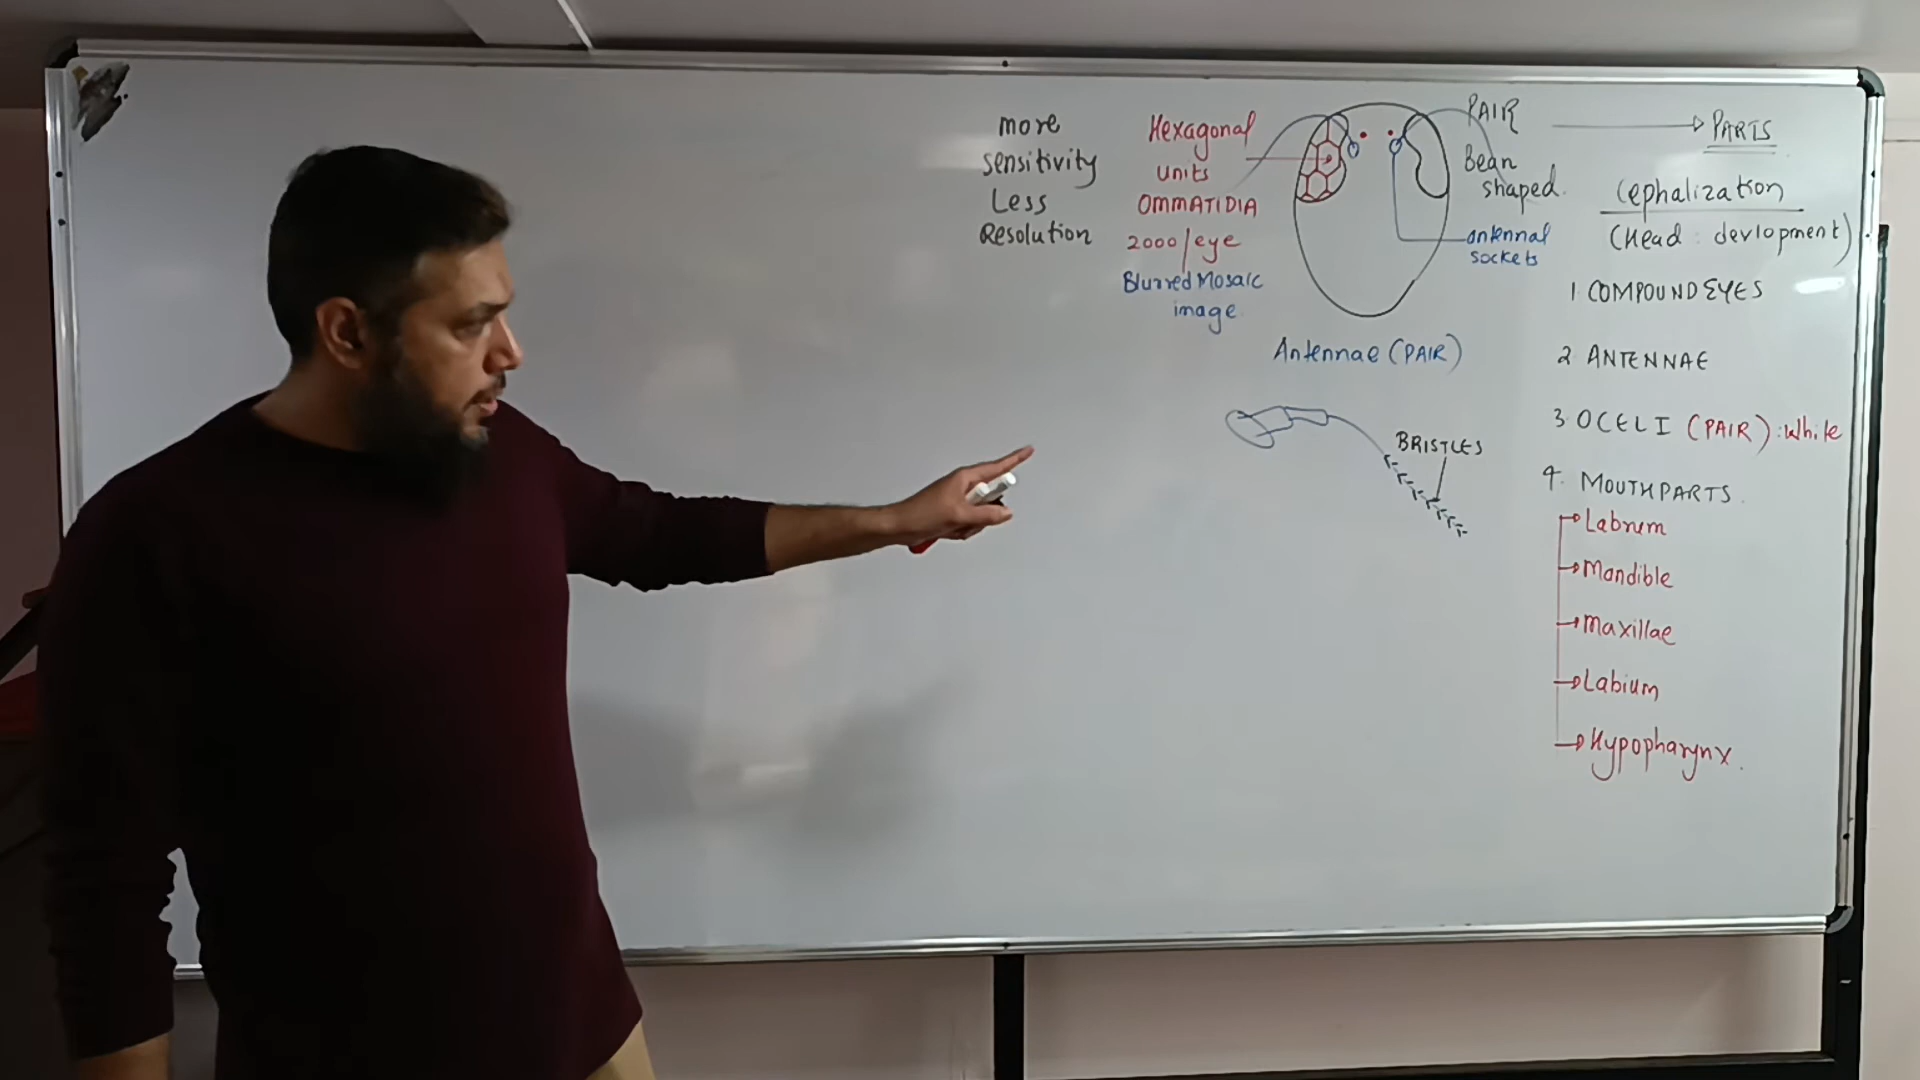 more
sensitivity
Less
Resolution
Hexagonal
units
OMMATIDIA
2000/eye
Blurred Mosaic
image
PAIR
Bean
shaped.
antennal
sockets
Antennae (PAIR)
BRISTLES
PARTS
Cephalization
(Head : devlopment)
1. COMPOUND EYES
2 ANTENNAE
3 OCELI (PAIR) : While
4. MOUTHPARTS.
Labrum
Mandible
Maxillae
Labium
Hypopharynx.